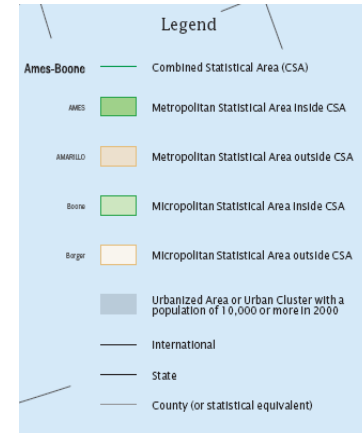 Legend
Ames-Boone Combined Statistical Area (CSA)
AMES Metropolitan Statistical Area inside CSA
AMARILLO Metropolitan Statistical Area outside CSA
Boone Micropolitan Statistical Area inside CSA
Borger Micropolitan Statistical Area outside CSA
Urbanized Area or Urban Cluster with a
population of 10,000 or more in 2000
International
State
County (or statistical equivalent)